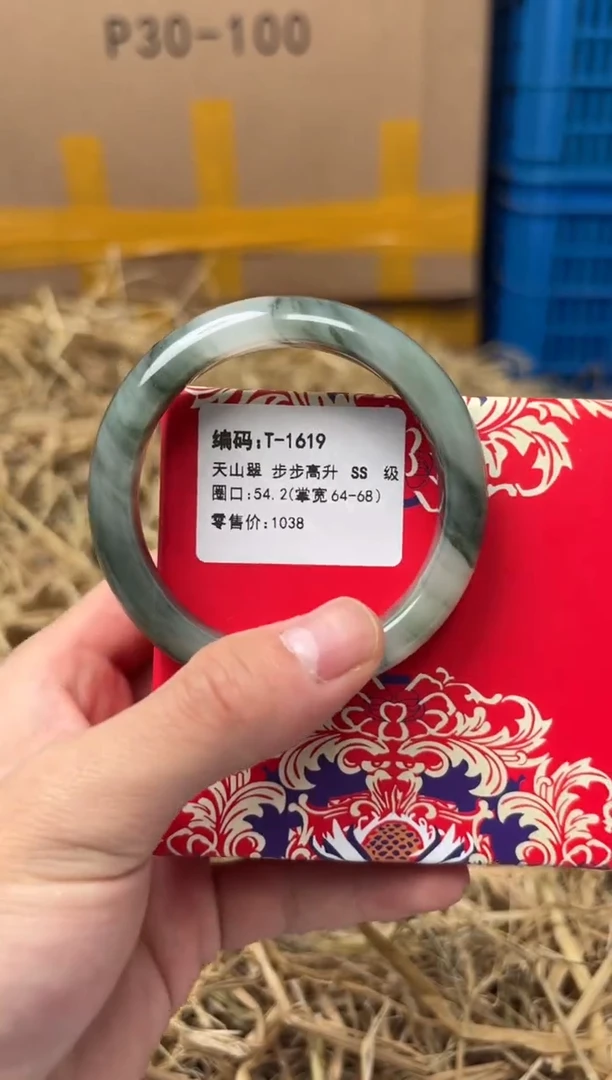 P30-100
编码:T-1619
天山翠 步步高升 SS 级
圈口:54.2(掌宽64-68)
零售价:1038